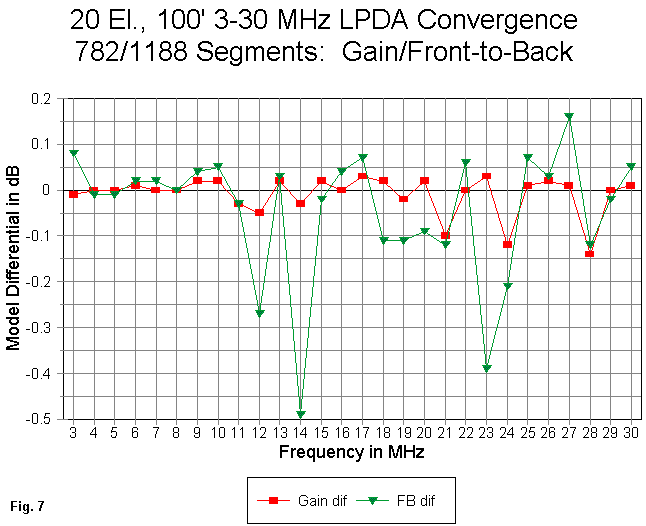 20 El., 100' 3-30 MHz LPDA Convergence
782/1188 Segments:  Gain/Front-to-Back
0.2
0.1
0
-0.1
-0.2
-0.3
-0.4
-0.5
Model Differential in dB
3 4 5 6 7 8 9 10 11 12 13 14 15 16 17 18 19 20 21 22 23 24 25 26 27 28 29 30
Frequency in MHz
Fig. 7
Gain dif FB dif